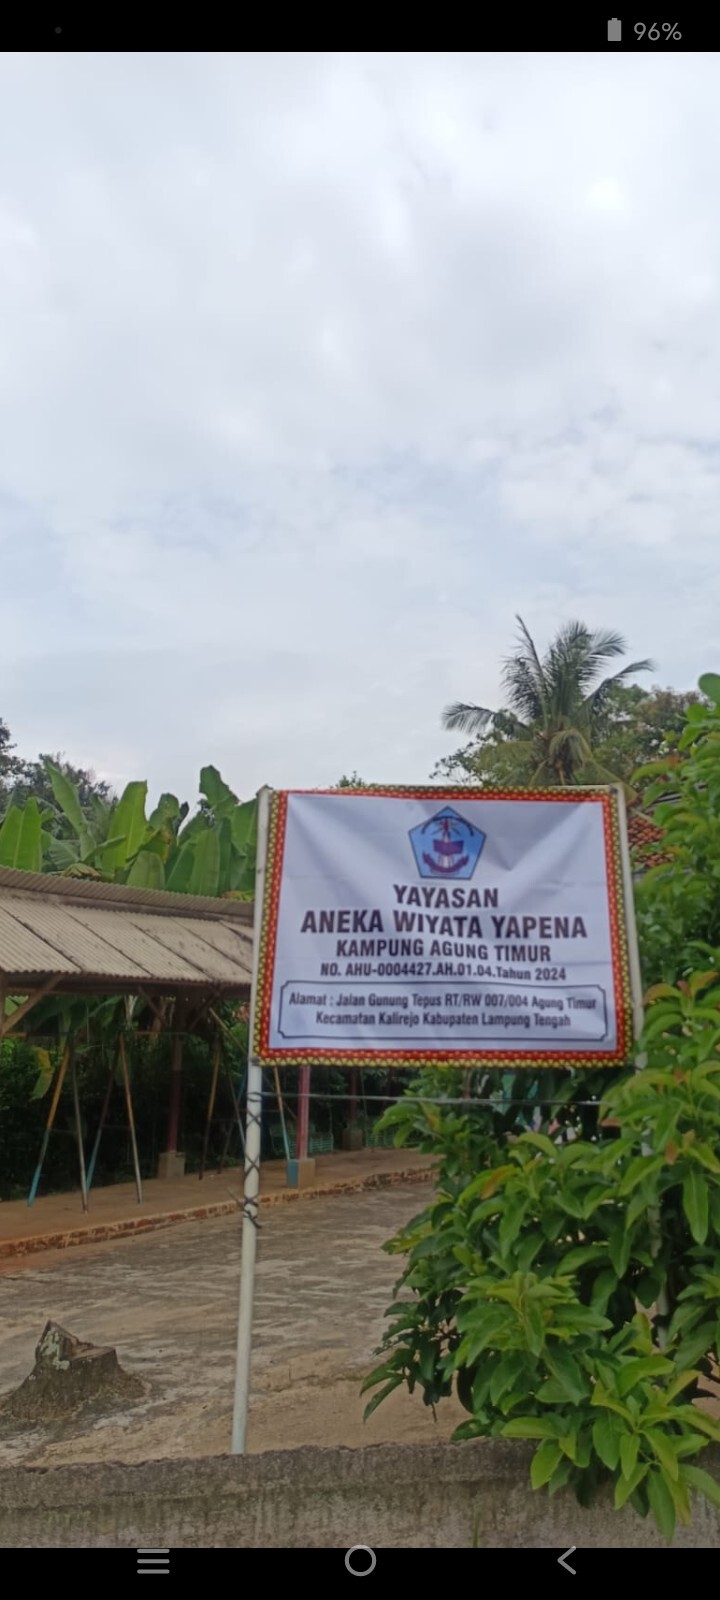 96%
YAYASAN
ANEKA WIYATA YAPENA
KAMPUNG AGUNG TIMUR
NO. AHU-0004427.AH.01.04.Tahun 2024
Alamat : Jalan Gunung Tepus RT/RW 007/004 Agung Timur
Kecamatan Kalirejo Kabupaten Lampung Tengah